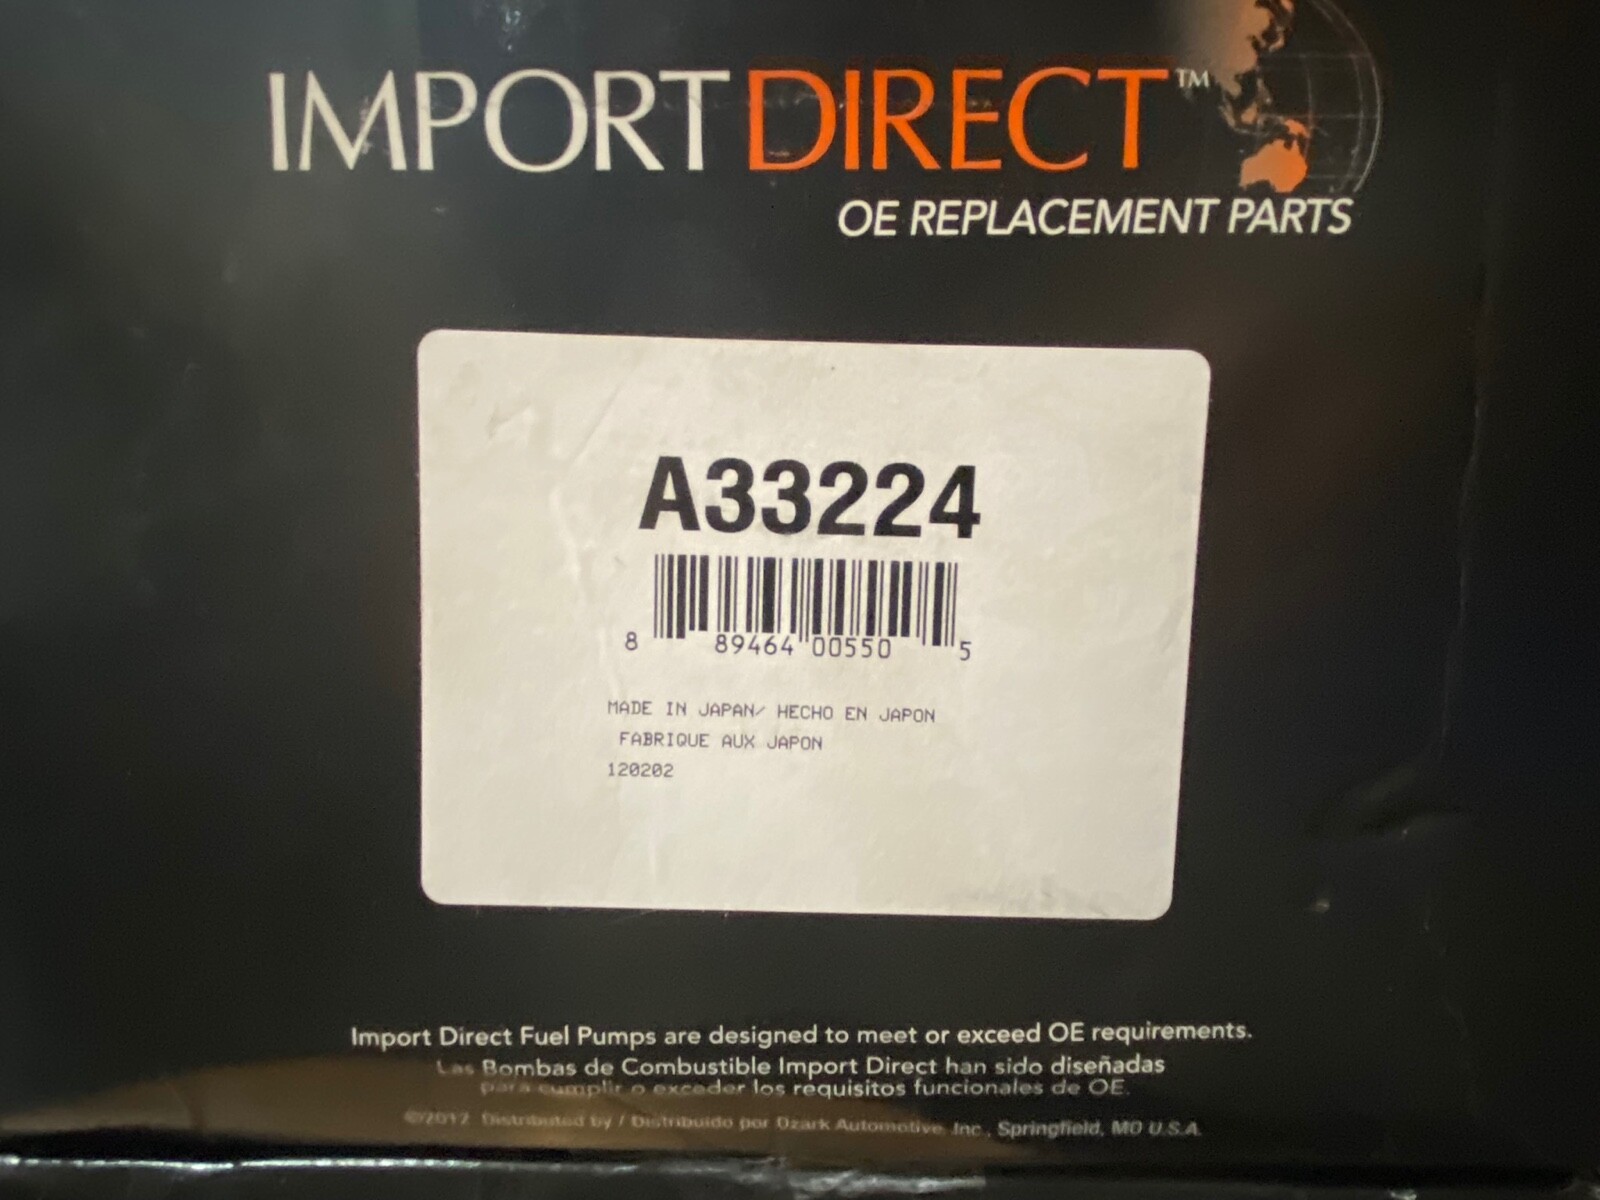 IMPORT DIRECT™
OE REPLACEMENT PARTS
A33224
8 89464 00550 5
MADE IN JAPAN/ HECHO EN JAPON
FABRIQUE AUX JAPON
120202
Import Direct Fuel Pumps are designed to meet or exceed OE requirements.
Las Bombas de Combustible Import Direct han sido diseñadas
para cumplir o exceder los requisitos funcionales de OE.
©2012 Distributed by / Distribuido por Ozark Automotive, Inc., Springfield, MO U.S.A.